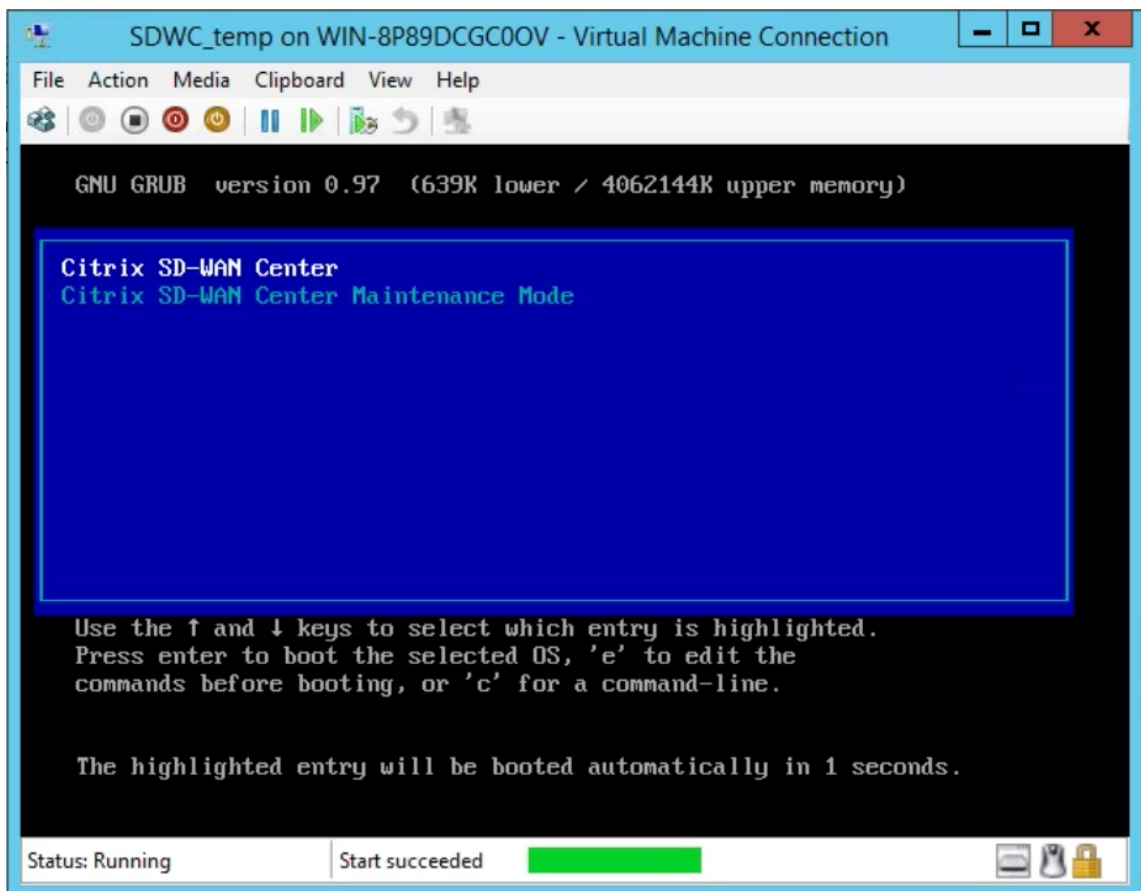 SDWC_temp on WIN-8P89DCGC0OV - Virtual Machine Connection
File Action Media Clipboard View Help
GNU GRUB version 0.97 (639K lower / 4062144K upper memory)
Citrix SD-WAN Center
Citrix SD-WAN Center Maintenance Mode
Use the ↑ and ↓ keys to select which entry is highlighted.
Press enter to boot the selected OS, 'e' to edit the
commands before booting, or 'c' for a command-line.
The highlighted entry will be booted automatically in 1 seconds.
Status: Running Start succeeded